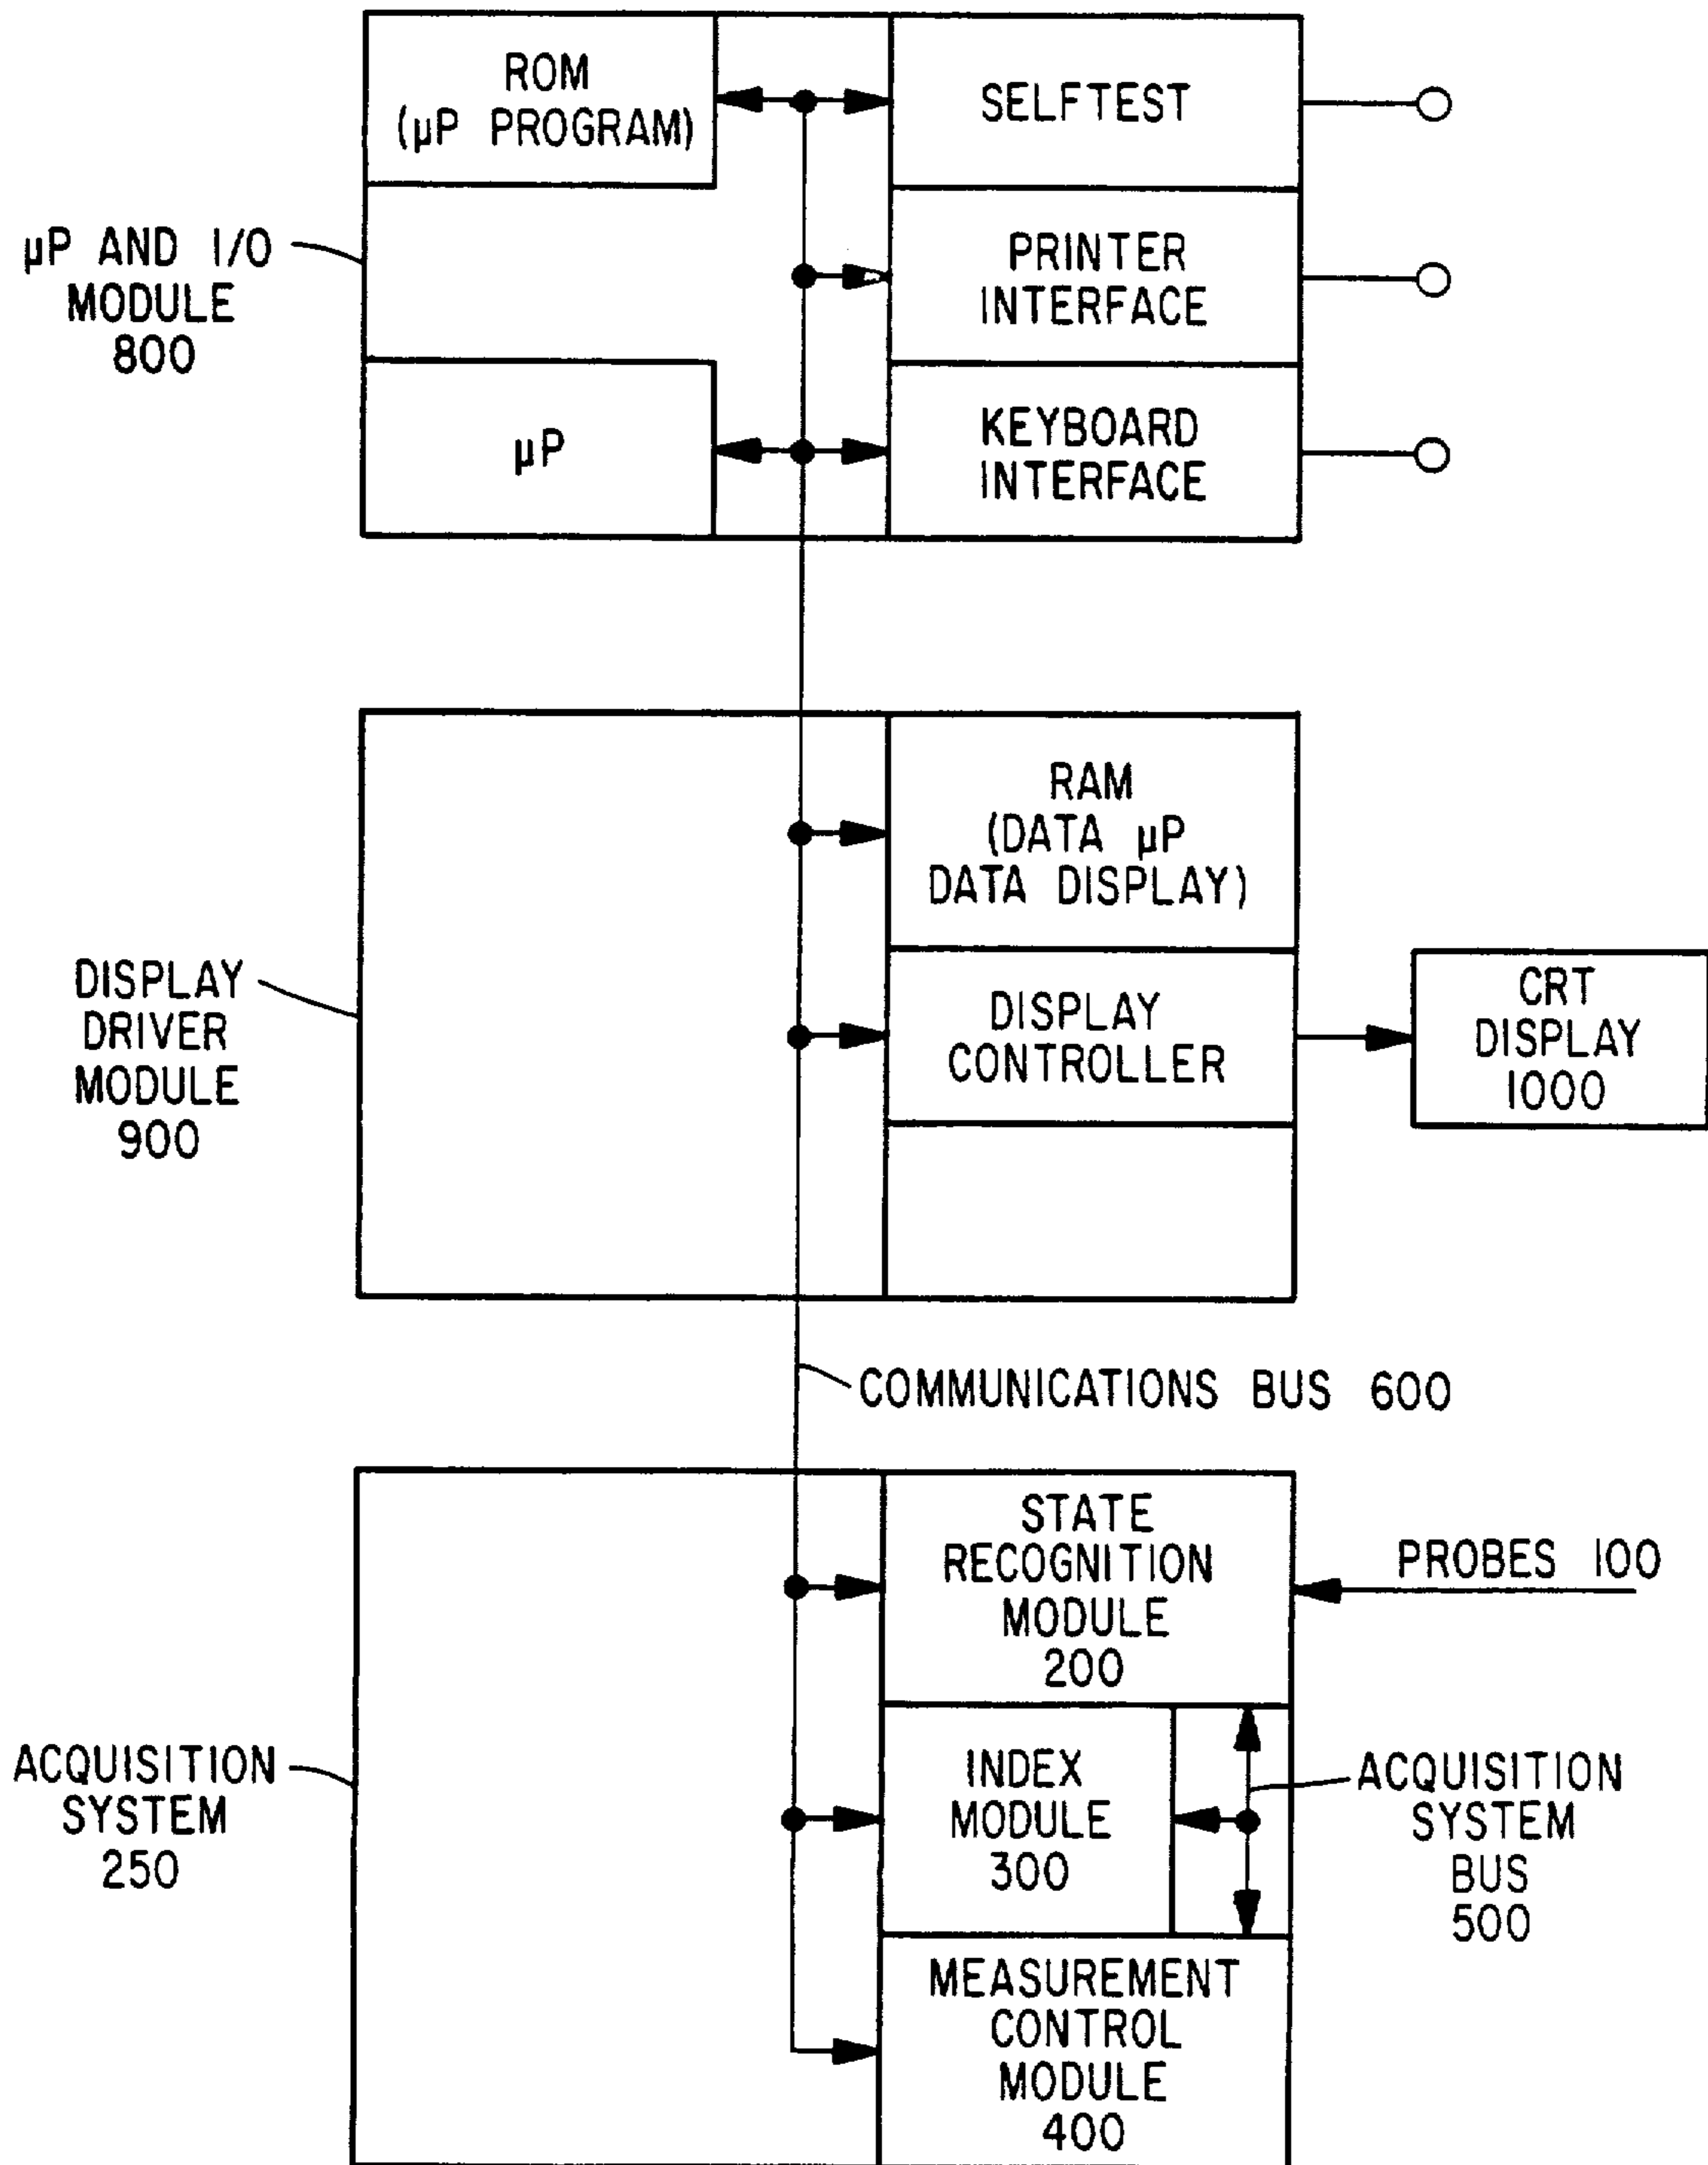 ROM
(µP PROGRAM)
SELFTEST
µP AND I/O
MODULE
800
PRINTER
INTERFACE
µP
KEYBOARD
INTERFACE
RAM
(DATA µP
DATA DISPLAY)
DISPLAY
DRIVER
MODULE
900
DISPLAY
CONTROLLER
CRT
DISPLAY
1000
COMMUNICATIONS BUS 600
STATE
RECOGNITION
MODULE
200
PROBES 100
ACQUISITION
SYSTEM
250
INDEX
MODULE
300
ACQUISITION
SYSTEM
BUS
500
MEASUREMENT
CONTROL
MODULE
400